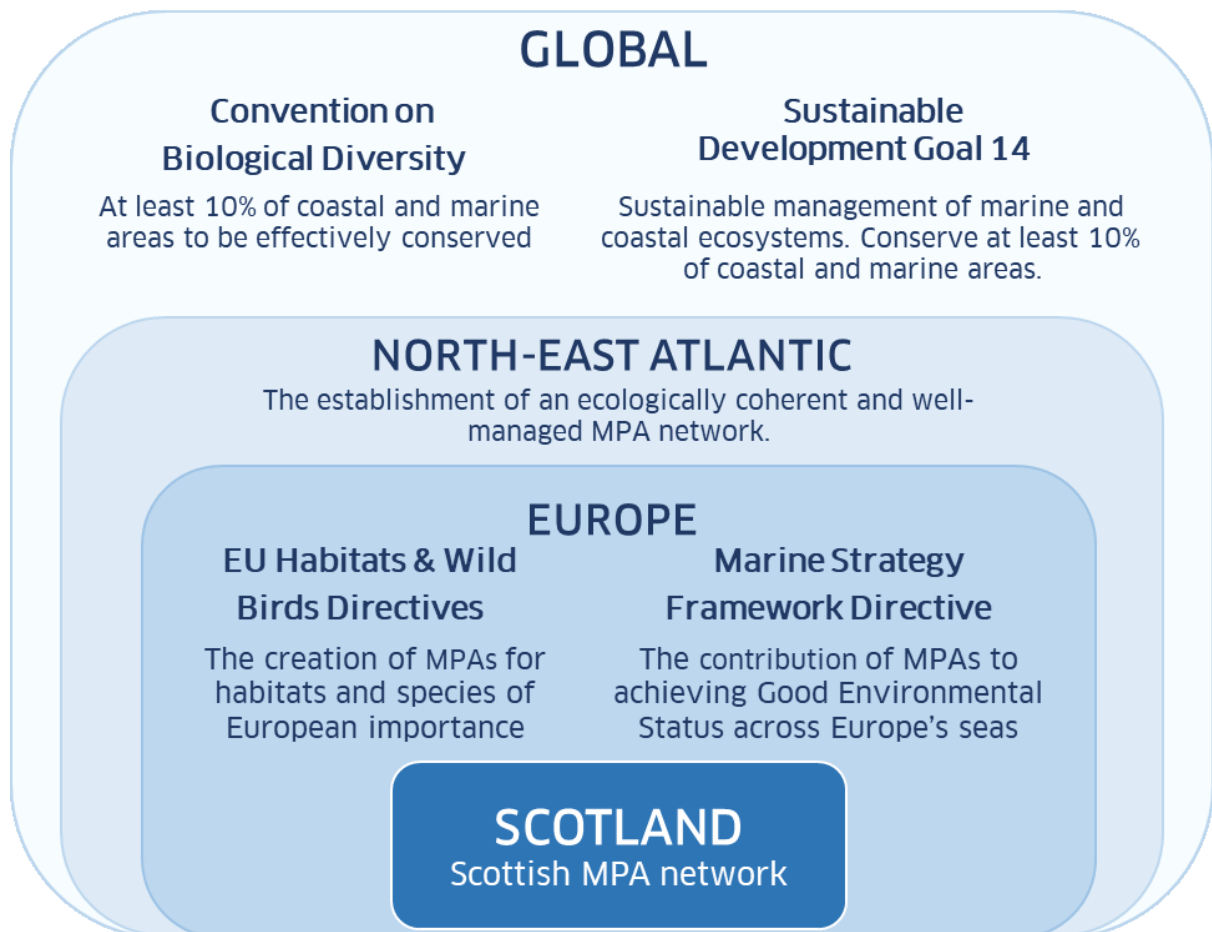 GLOBAL
Convention on
Biological Diversity
At least 10% of coastal and marine
areas to be effectively conserved
Sustainable
Development Goal 14
Sustainable management of marine and
coastal ecosystems. Conserve at least 10%
of coastal and marine areas.
NORTH-EAST ATLANTIC
The establishment of an ecologically coherent and well-
managed MPA network.
EUROPE
EU Habitats & Wild
Birds Directives
The creation of MPAs for
habitats and species of
European importance
Marine Strategy
Framework Directive
The contribution of MPAs to
achieving Good Environmental
Status across Europe’s seas
SCOTLAND
Scottish MPA network